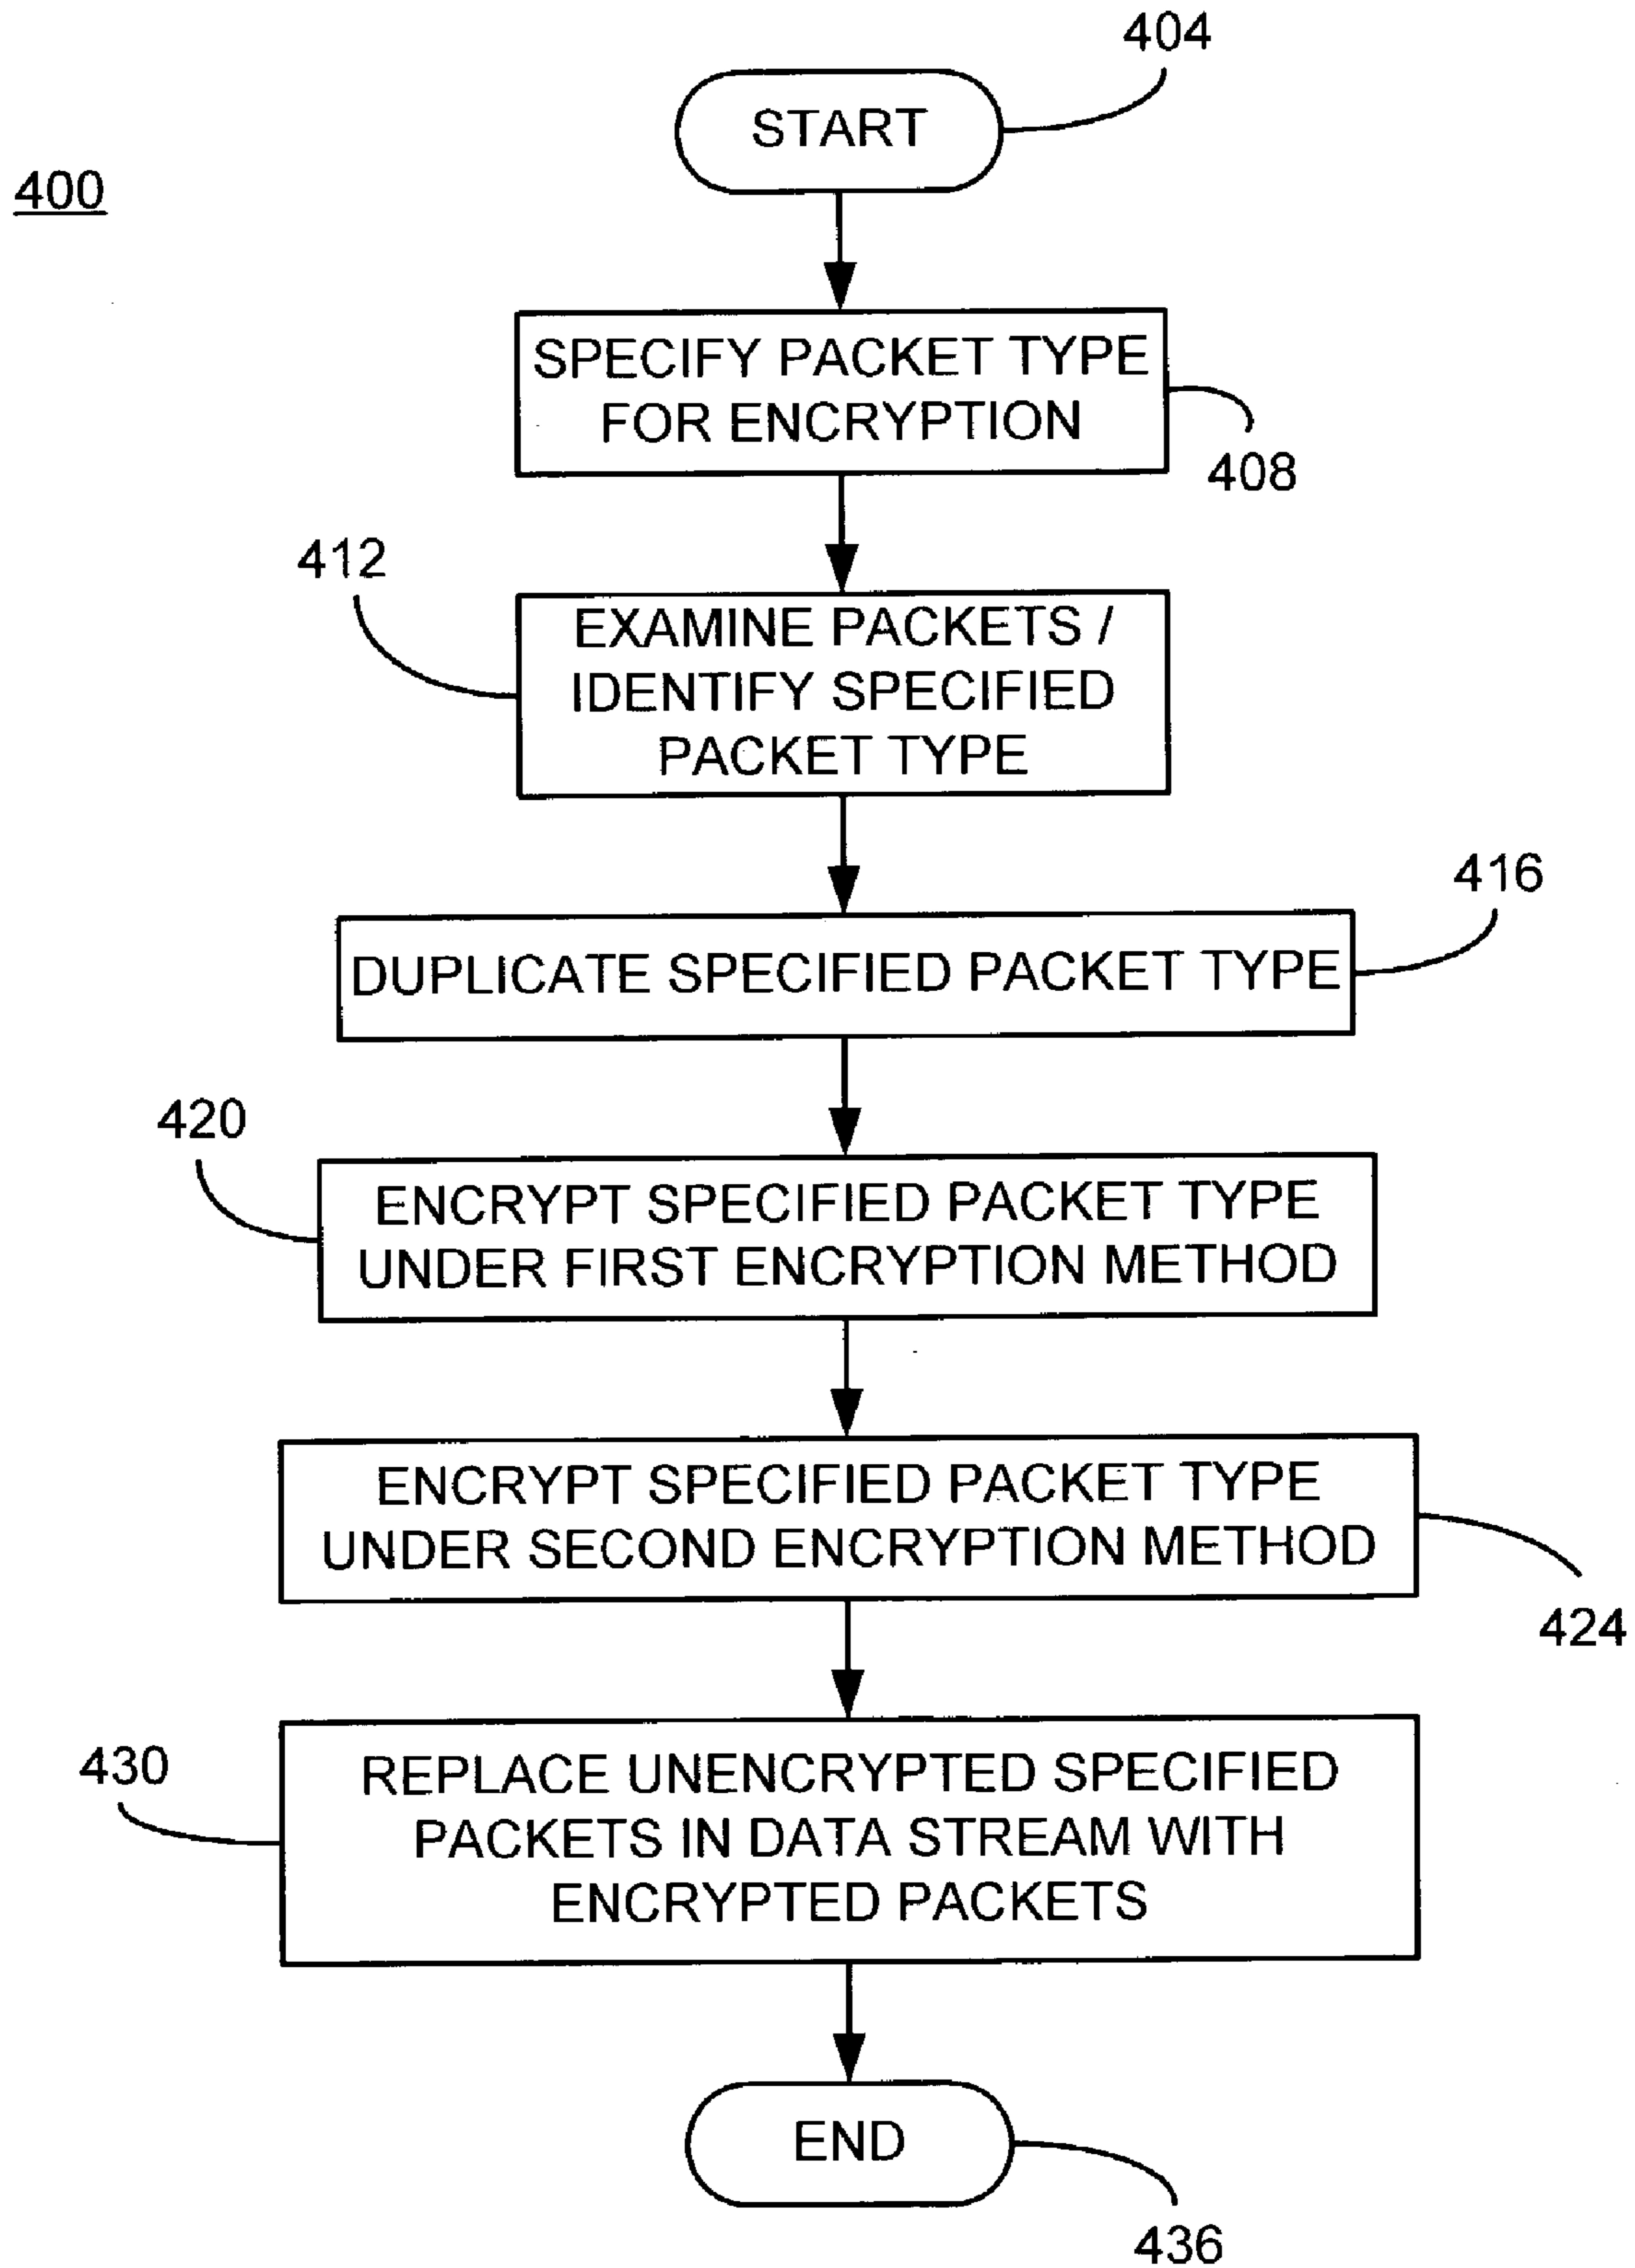 404
START
400
SPECIFY PACKET TYPE
FOR ENCRYPTION
408
412
EXAMINE PACKETS /
IDENTIFY SPECIFIED
PACKET TYPE
416
DUPLICATE SPECIFIED PACKET TYPE
420
ENCRYPT SPECIFIED PACKET TYPE
UNDER FIRST ENCRYPTION METHOD
ENCRYPT SPECIFIED PACKET TYPE
UNDER SECOND ENCRYPTION METHOD
424
430
REPLACE UNENCRYPTED SPECIFIED
PACKETS IN DATA STREAM WITH
ENCRYPTED PACKETS
END
436